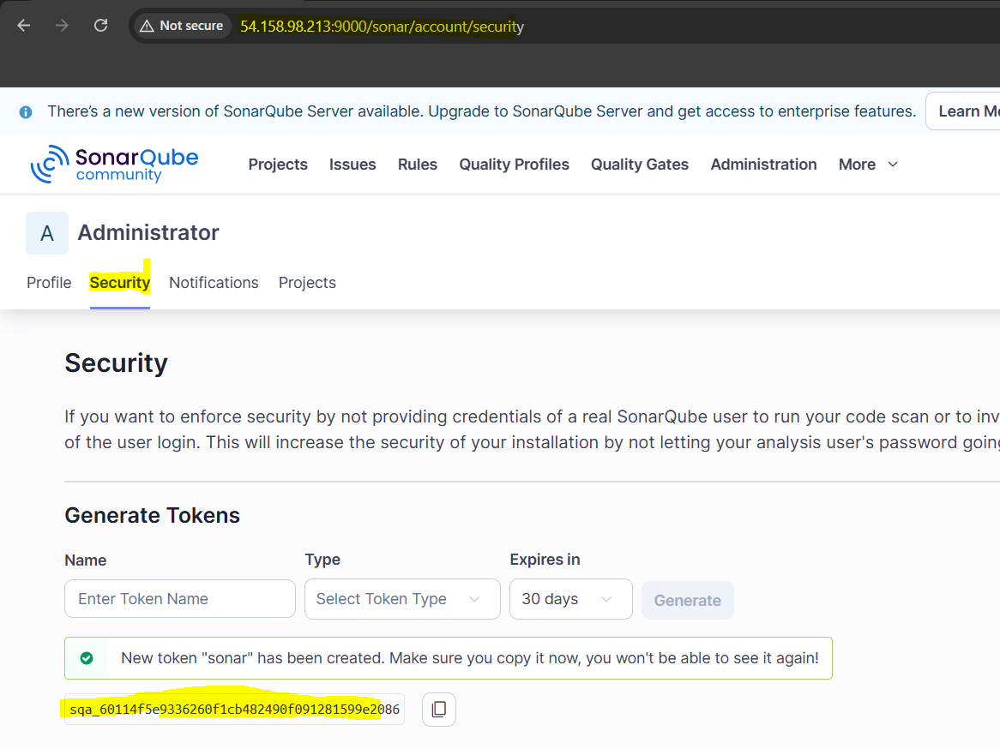 Not secure 54.158.98.213:9000/sonar/account/security
There's a new version of SonarQube Server available. Upgrade to SonarQube Server and get access to enterprise features. Learn
SonarQube
community
Projects Issues Rules Quality Profiles Quality Gates Administration More
A Administrator
Profile Security Notifications Projects
Security
If you want to enforce security by not providing credentials of a real SonarQube user to run your code scan or to
of the user login. This will increase the security of your installation by not letting your analysis user's password going
Generate Tokens
Name Type Expires in
Enter Token Name Select Token Type 30 days Generate
New token "sonar" has been created. Make sure you copy it now, you won't be able to see it again!
sqa_60114f5e9336260f1cb482490f091281599e2086